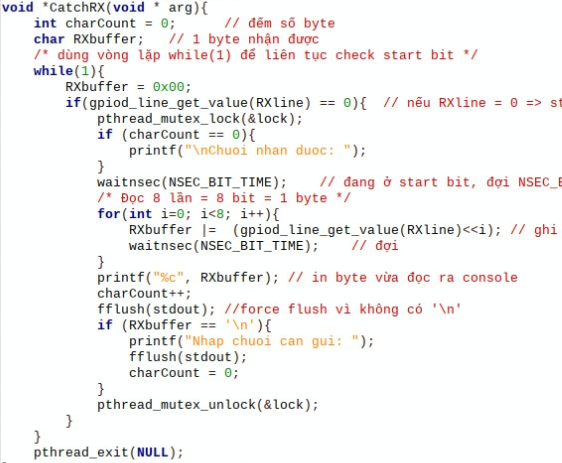 void *CatchRX(void * arg){
    int charCount = 0;      // đếm số byte
    char RXbuffer;   // 1 byte nhận được
    /* dùng vòng lặp while(1) để liên tục check start bit */
    while(1){
        RXbuffer = 0x00;
        if(gpiod_line_get_value(RXline) == 0){  // nếu RXline = 0 => st
            pthread_mutex_lock(&lock);
            if (charCount == 0){
                printf("\nChuoi nhan duoc: ");
            }
            waitnsec(NSEC_BIT_TIME);    // đang ở start bit, đợi NSEC_B
            /* Đọc 8 lần = 8 bit = 1 byte */
            for(int i=0; i<8; i++){
                RXbuffer |=  (gpiod_line_get_value(RXline)<<i); // ghi
                waitnsec(NSEC_BIT_TIME);    // đợi
            }
            printf("%c", RXbuffer); // in byte vừa đọc ra console
            charCount++;
            fflush(stdout); //force flush vì không có '\n'
            if (RXbuffer == '\n'){
                printf("Nhap chuoi can gui: ");
                fflush(stdout);
                charCount = 0;
            }
            pthread_mutex_unlock(&lock);
        }
    }
    pthread_exit(NULL);